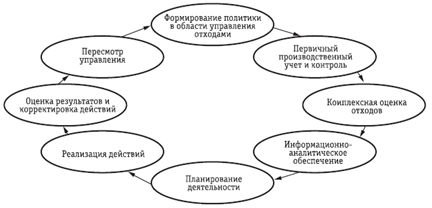 Формирование политики
в области управления
отходами
Первичный
производственный
учет и контроль
Комплексная оценка
отходов
Информационно-
аналитическое
обеспечение
Планирование
деятельности
Реализация действий
Оценка результатов и
корректировка действий
Пересмотр
управления